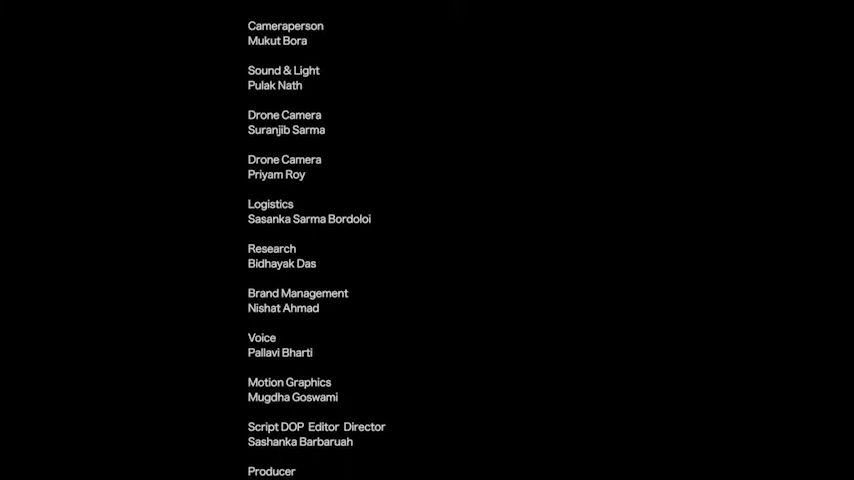 Cameraperson
Mukut Bora
Sound & Light
Pulak Nath
Drone Camera
Suranjib Sarma
Drone Camera
Priyam Roy
Logistics
Sasanka Sarma Bordoloi
Research
Bidhayak Das
Brand Management
Nishat Ahmad
Voice
Pallavi Bharti
Motion Graphics
Mugdha Goswami
Script DOP Editor Director
Sashanka Barbaruah
Producer